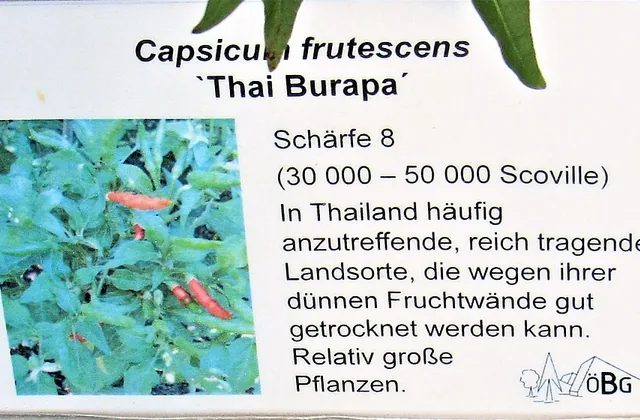 Capsicum frutescens
`Thai Burapa´
Schärfe 8
(30 000 – 50 000 Scoville)
In Thailand häufig
anzutreffende, reich tragende
Landsorte, die wegen ihrer
dünnen Fruchtwände gut
getrocknet werden kann.
Relativ große
Pflanzen.
ÖBG